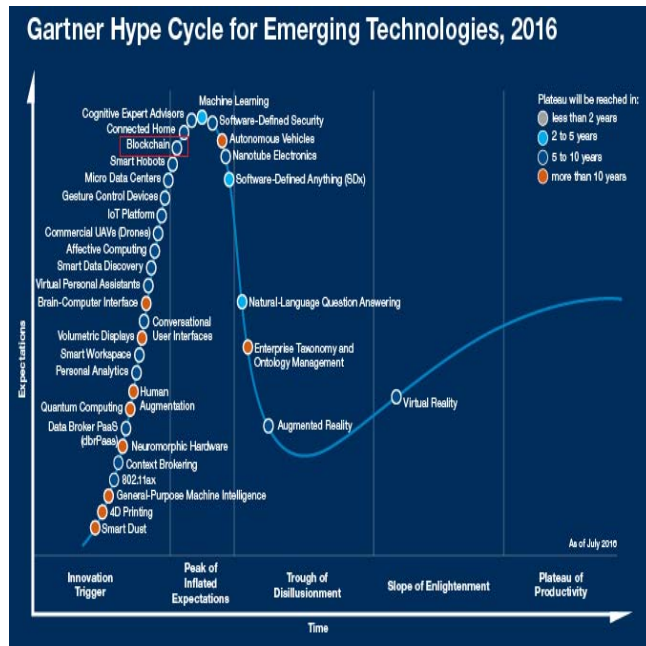 Gartner Hype Cycle for Emerging Technologies, 2016
Plateau will be reached in:
less than 2 years
2 to 5 years
5 to 10 years
more than 10 years
Machine Learning
Cognitive Expert Advisors
Software-Defined Security
Connected Home
Autonomous Vehicles
Blockchain
Nanotube Electronics
Smart Robots
Micro Data Centers
Software-Defined Anything (SDx)
Gesture Control Devices
IoT Platform
Commercial UAVs (Drones)
Affective Computing
Smart Data Discovery
Virtual Personal Assistants
Brain-Computer Interface
Natural-Language Question Answering
Conversational
User Interfaces
Volumetric Displays
Enterprise Taxonomy and
Ontology Management
Smart Workspace
Personal Analytics
Human
Augmentation
Virtual Reality
Quantum Computing
Data Broker PaaS
(dbrPaas)
Augmented Reality
Neuromorphic Hardware
Context Brokering
802.11ax
General-Purpose Machine Intelligence
4D Printing
Smart Dust
As of July 2016
Expectations
Innovation
Trigger
Peak of
Inflated
Expectations
Trough of
Disillusionment
Slope of Enlightenment
Plateau of
Productivity
Time